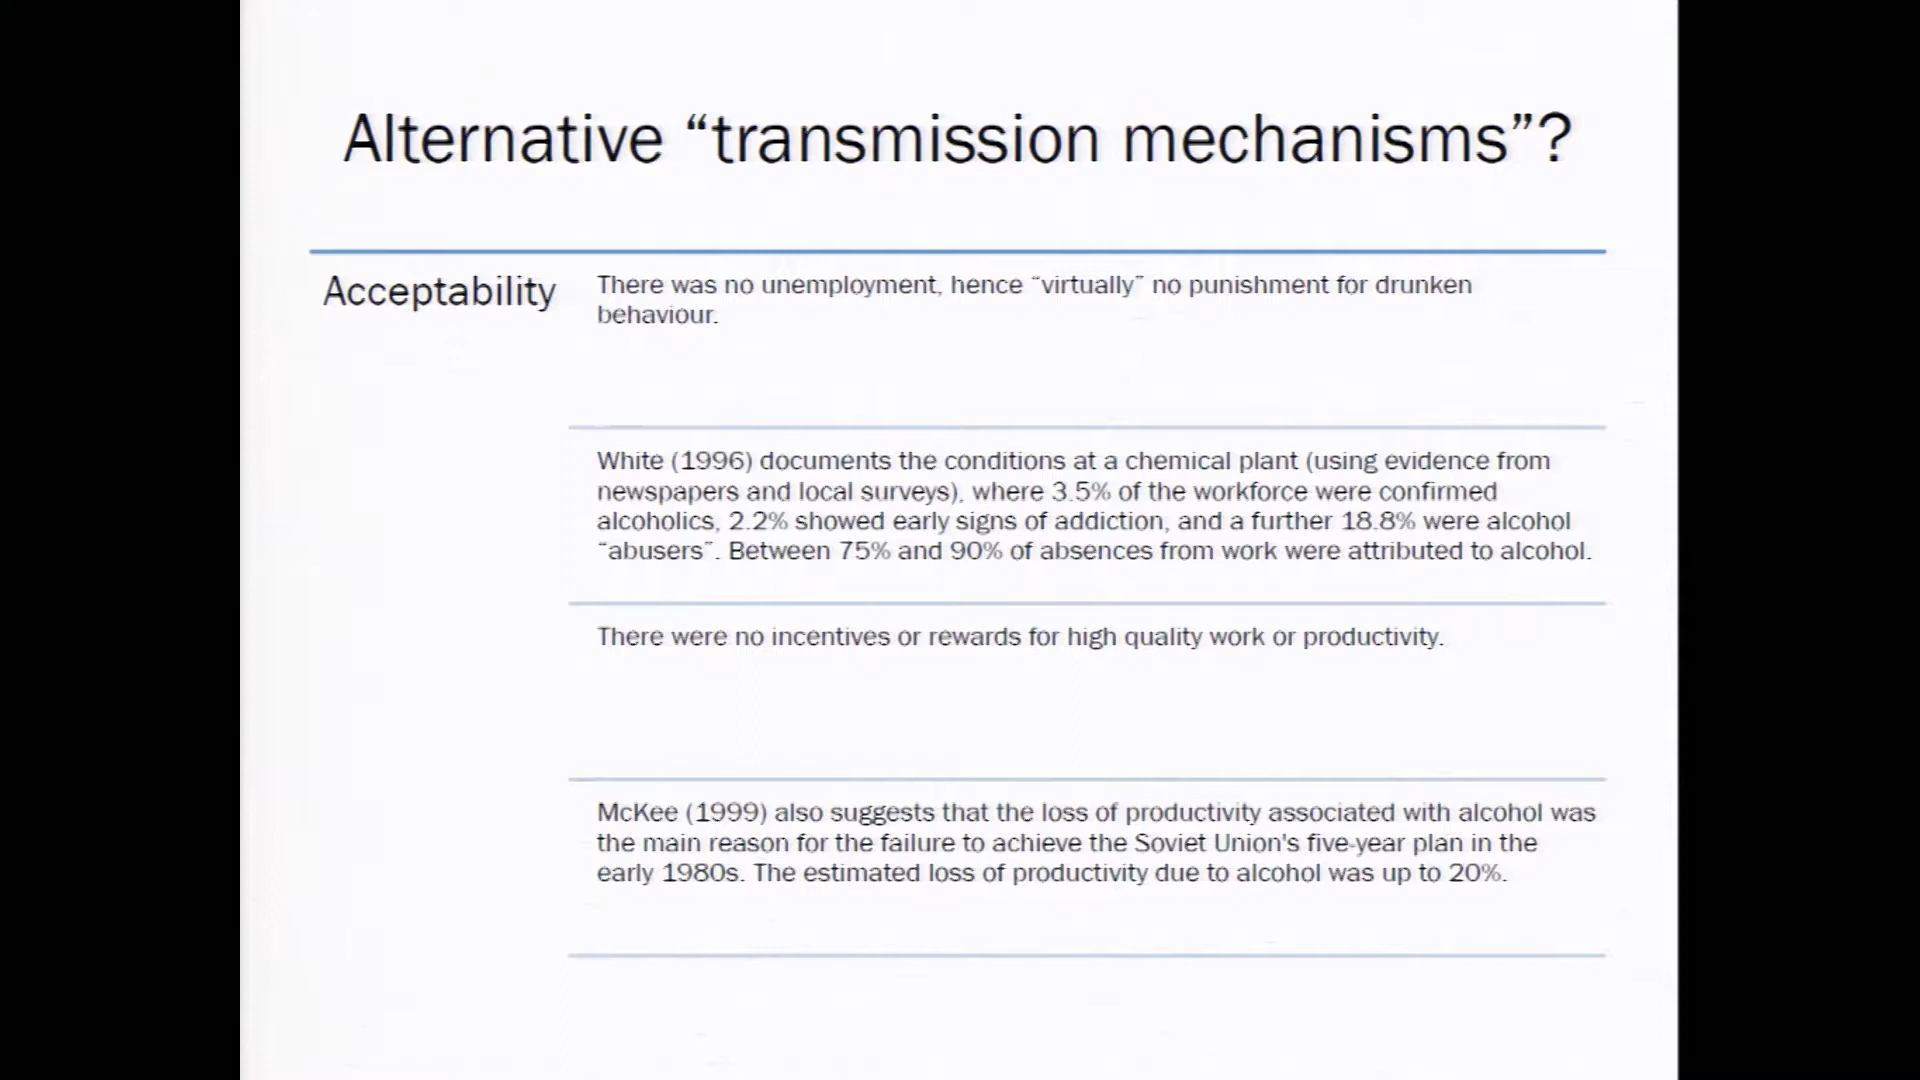 Alternative “transmission mechanisms”?
Acceptability
There was no unemployment, hence “virtually” no punishment for drunken
behaviour.
White (1996) documents the conditions at a chemical plant (using evidence from
newspapers and local surveys), where 3.5% of the workforce were confirmed
alcoholics, 2.2% showed early signs of addiction, and a further 18.8% were alcohol
“abusers”. Between 75% and 90% of absences from work were attributed to alcohol.
There were no incentives or rewards for high quality work or productivity.
McKee (1999) also suggests that the loss of productivity associated with alcohol was
the main reason for the failure to achieve the Soviet Union's five-year plan in the
early 1980s. The estimated loss of productivity due to alcohol was up to 20%.